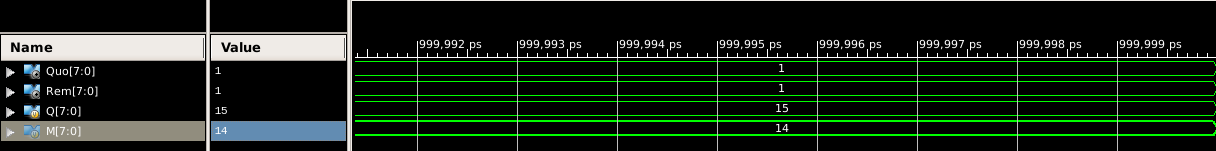 Name Value 999,992 ps 999,993 ps 999,994 ps 999,995 ps 999,996 ps 999,997 ps 999,998 ps 999,999 ps
Quo[7:0] 1 1
Rem[7:0] 1 1
Q[7:0] 15 15
M[7:0] 14 14